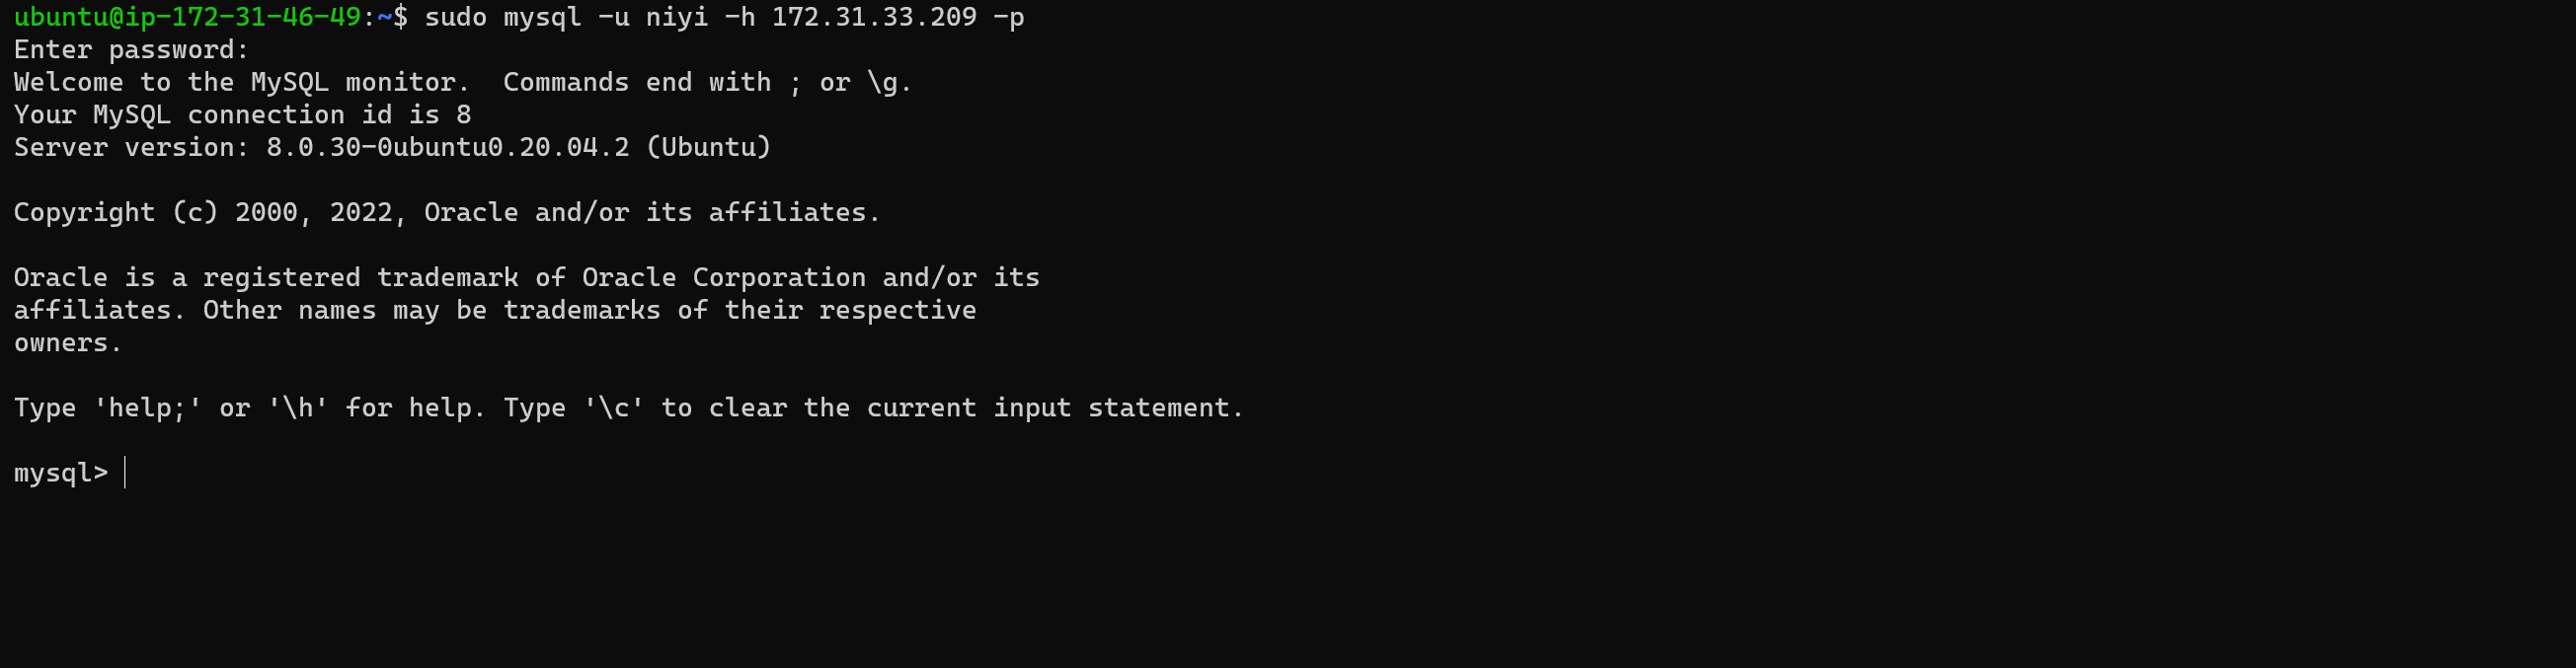 ubuntu@ip-172-31-46-49:~$ sudo mysql -u niyi -h 172.31.33.209 -p
Enter password:
Welcome to the MySQL monitor.  Commands end with ; or \g.
Your MySQL connection id is 8
Server version: 8.0.30-0ubuntu0.20.04.2 (Ubuntu)
Copyright (c) 2000, 2022, Oracle and/or its affiliates.
Oracle is a registered trademark of Oracle Corporation and/or its
affiliates. Other names may be trademarks of their respective
owners.
Type 'help;' or '\h' for help. Type '\c' to clear the current input statement.
mysql>